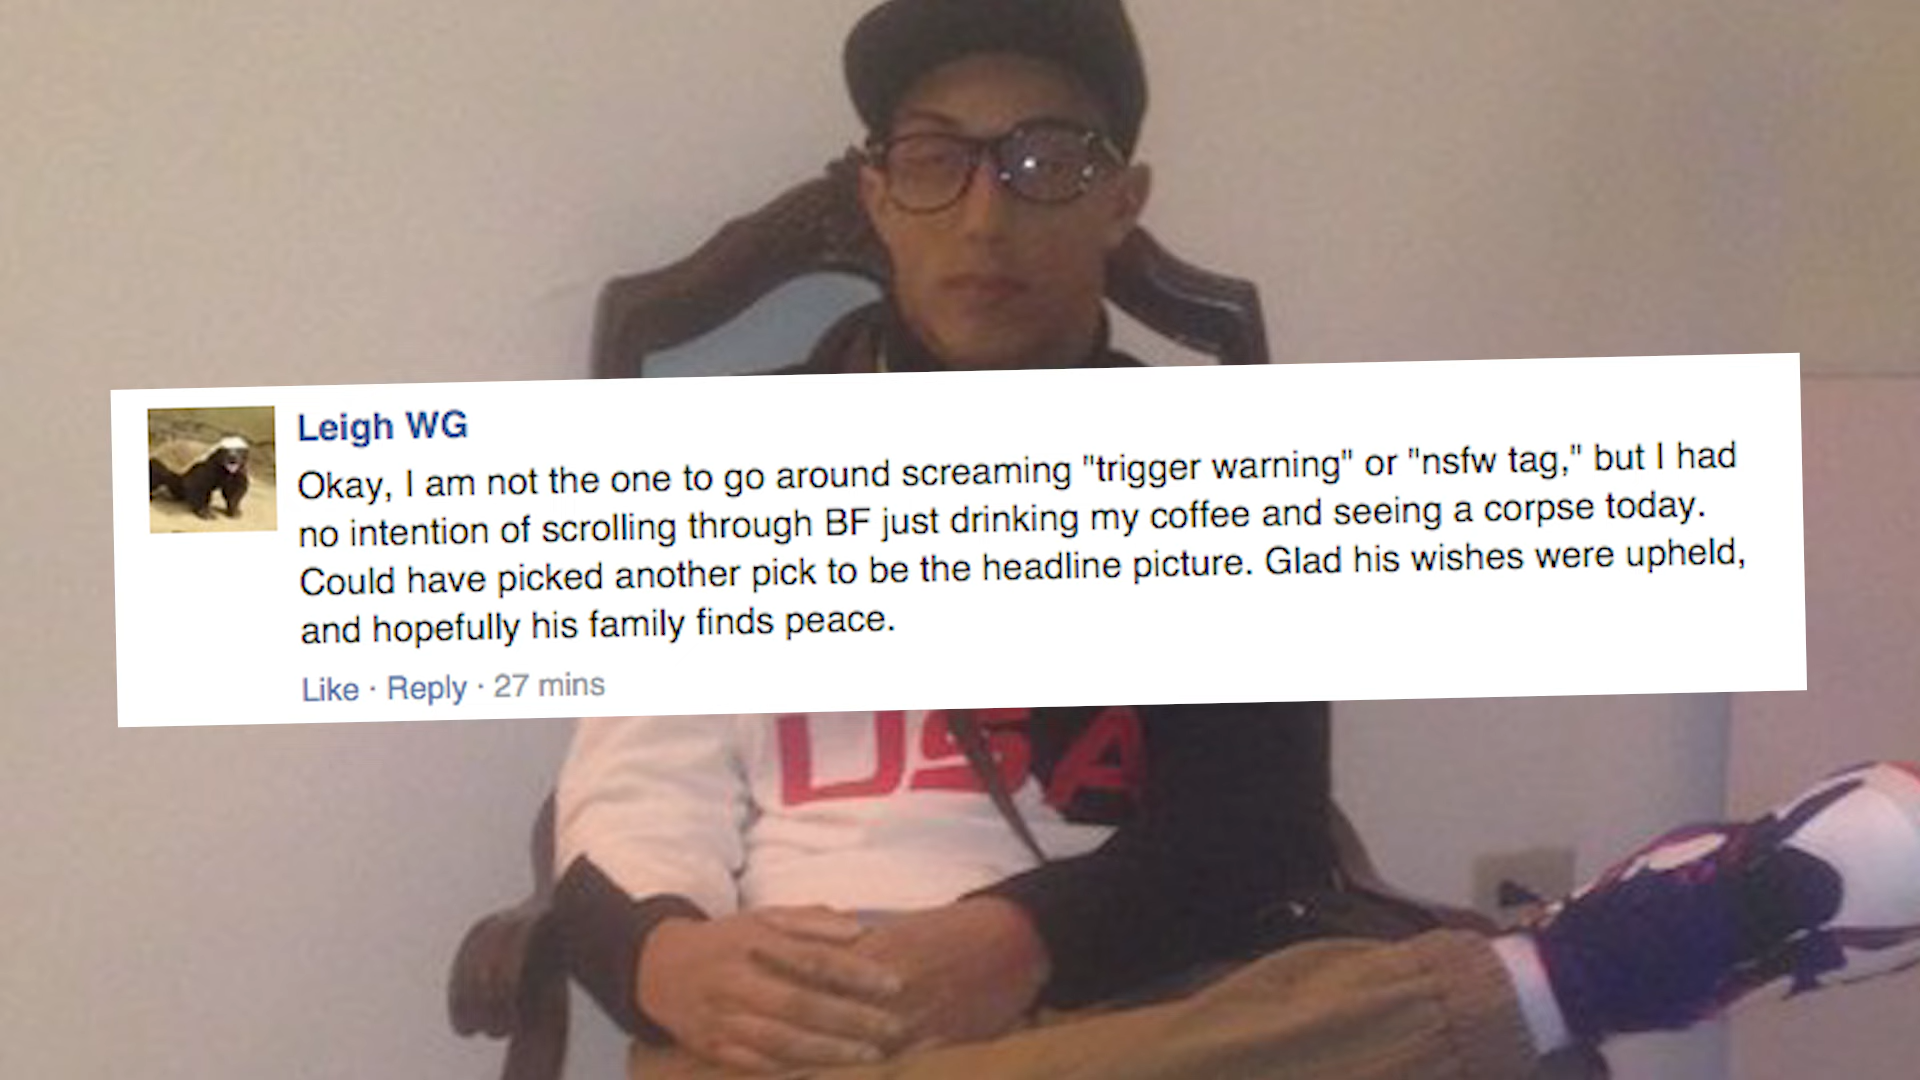 Leigh WG
Okay, I am not the one to go around screaming "trigger warning" or "nsfw tag," but I had
no intention of scrolling through BF just drinking my coffee and seeing a corpse today.
Could have picked another pick to be the headline picture. Glad his wishes were upheld,
and hopefully his family finds peace.
Like · Reply · 27 mins
USA